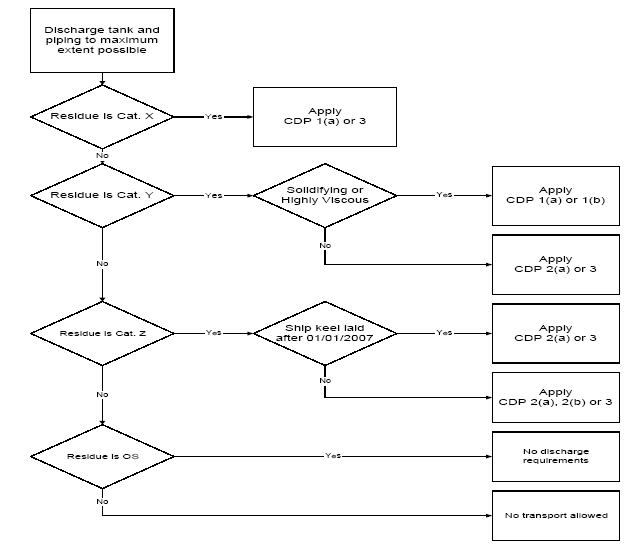 Discharge tank and
piping to maximum
extent possible
Residue is Cat. X
Yes
Apply
CDP 1(a) or 3
No
Residue is Cat. Y
Yes
Solidifying or
Highly Viscous
Yes
Apply
CDP 1(a) or 1(b)
No
Apply
CDP 2(a) or 3
No
Residue is Cat. Z
Yes
Ship keel laid
after 01/01/2007
Yes
Apply
CDP 2(a) or 3
No
Apply
CDP 2(a), 2(b) or 3
No
Residue is OS
Yes
No discharge
requirements
No
No transport allowed